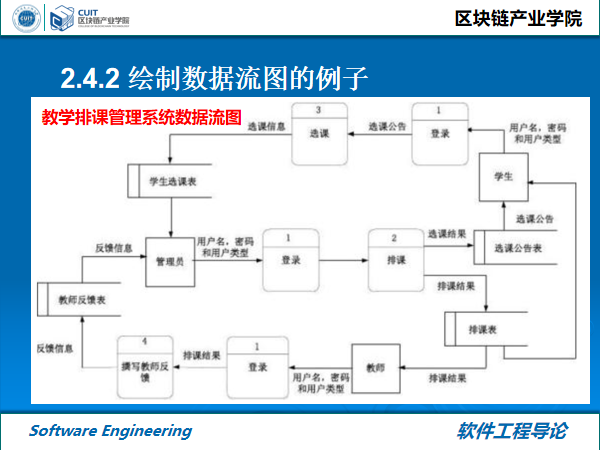 CUIT
区块链产业学院
区块链产业学院
2.4.2 绘制数据流图的例子
教学排课管理系统数据流图
选课信息
3
选课
选课公告
1
登录
用户名，密码
和用户类型
学生
学生选课表
选课公告
反馈信息
管理员
用户名，密码
和用户类型
1
登录
2
排课
选课结果
选课公告表
排课结果
教师反馈表
排课表
反馈信息
4
撰写教师反
馈
排课结果
1
登录
用户名，密码
和用户类型
教师
排课结果
Software Engineering
软件工程导论